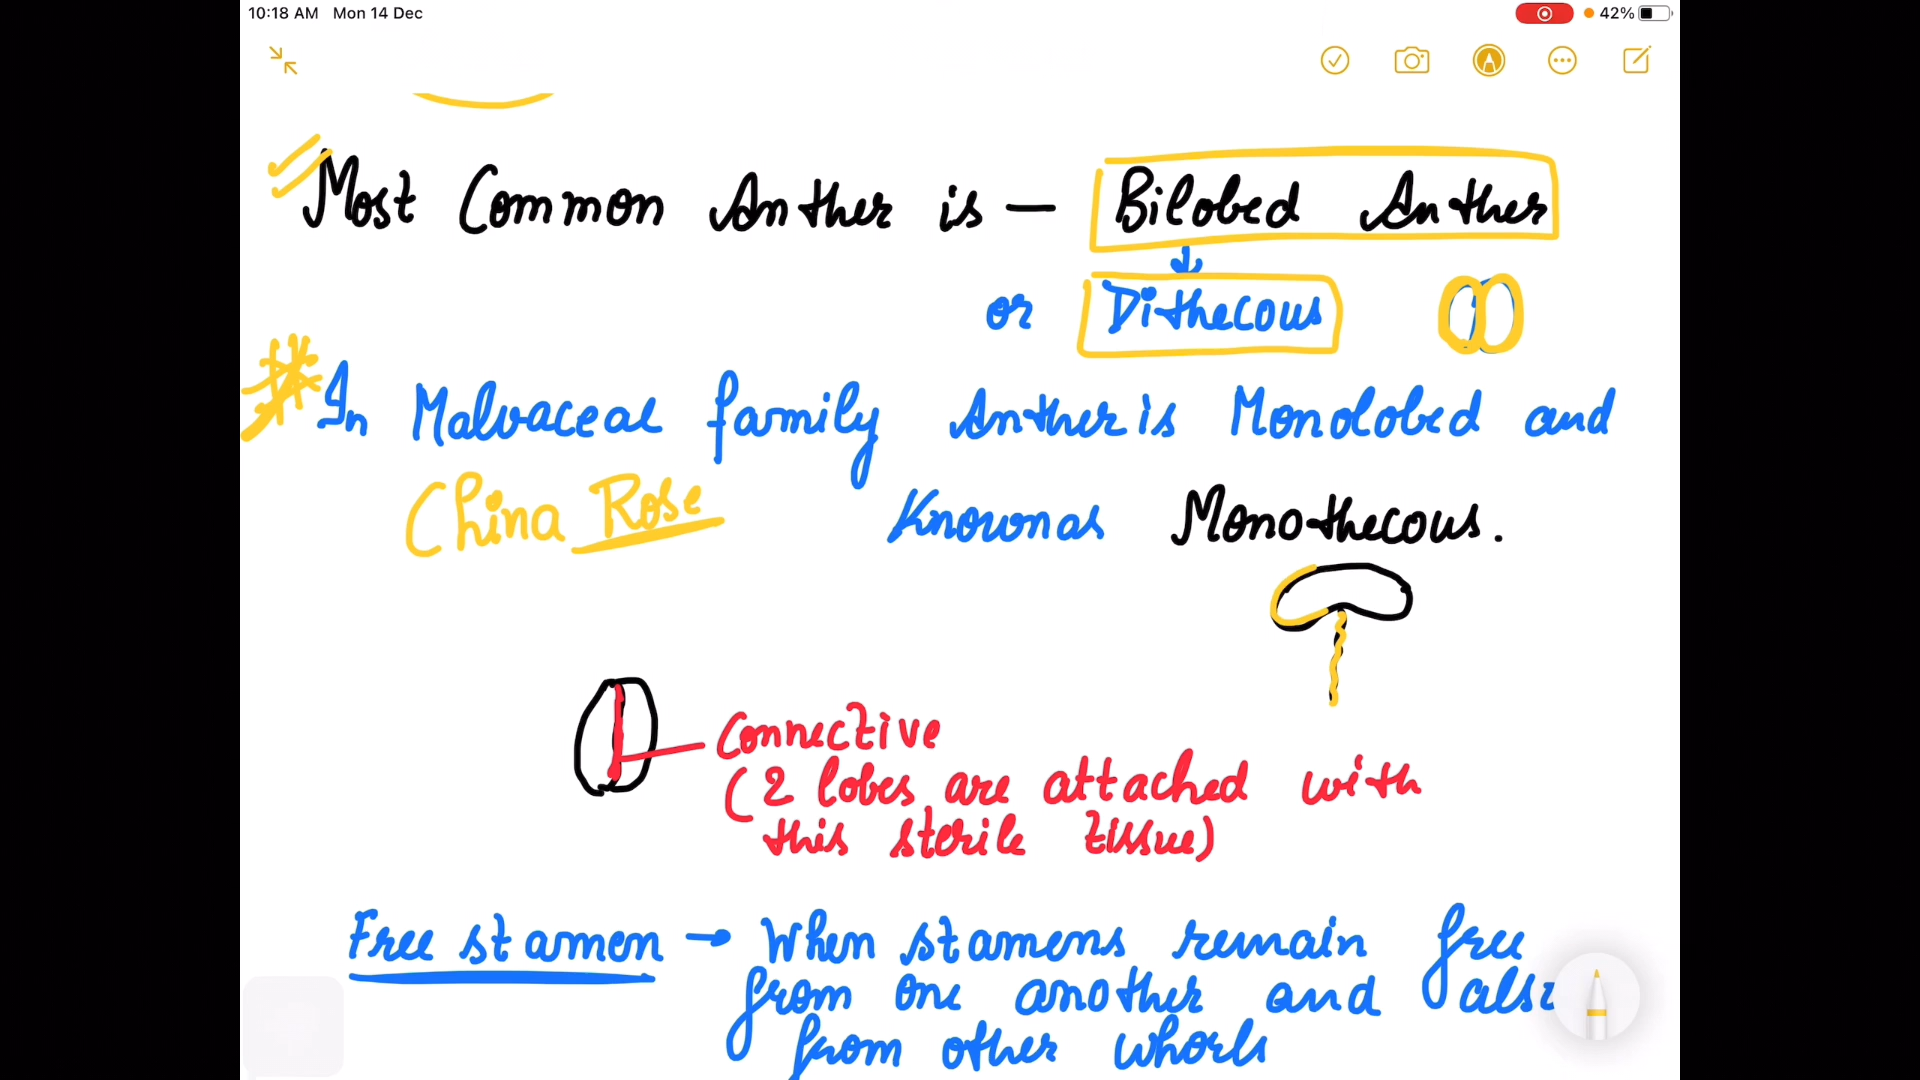 10:18 AM Mon 14 Dec
42%
Most Common Anther is — Bilobed Anther
or Dithecous
In Malvaceae family Anther is Monolobed and
China Rose Known as Monothecous.
Connective
(2 lobes are attached with
this sterile tissue)
Free stamen → When stamens remain free
from one another and also
from other whorls